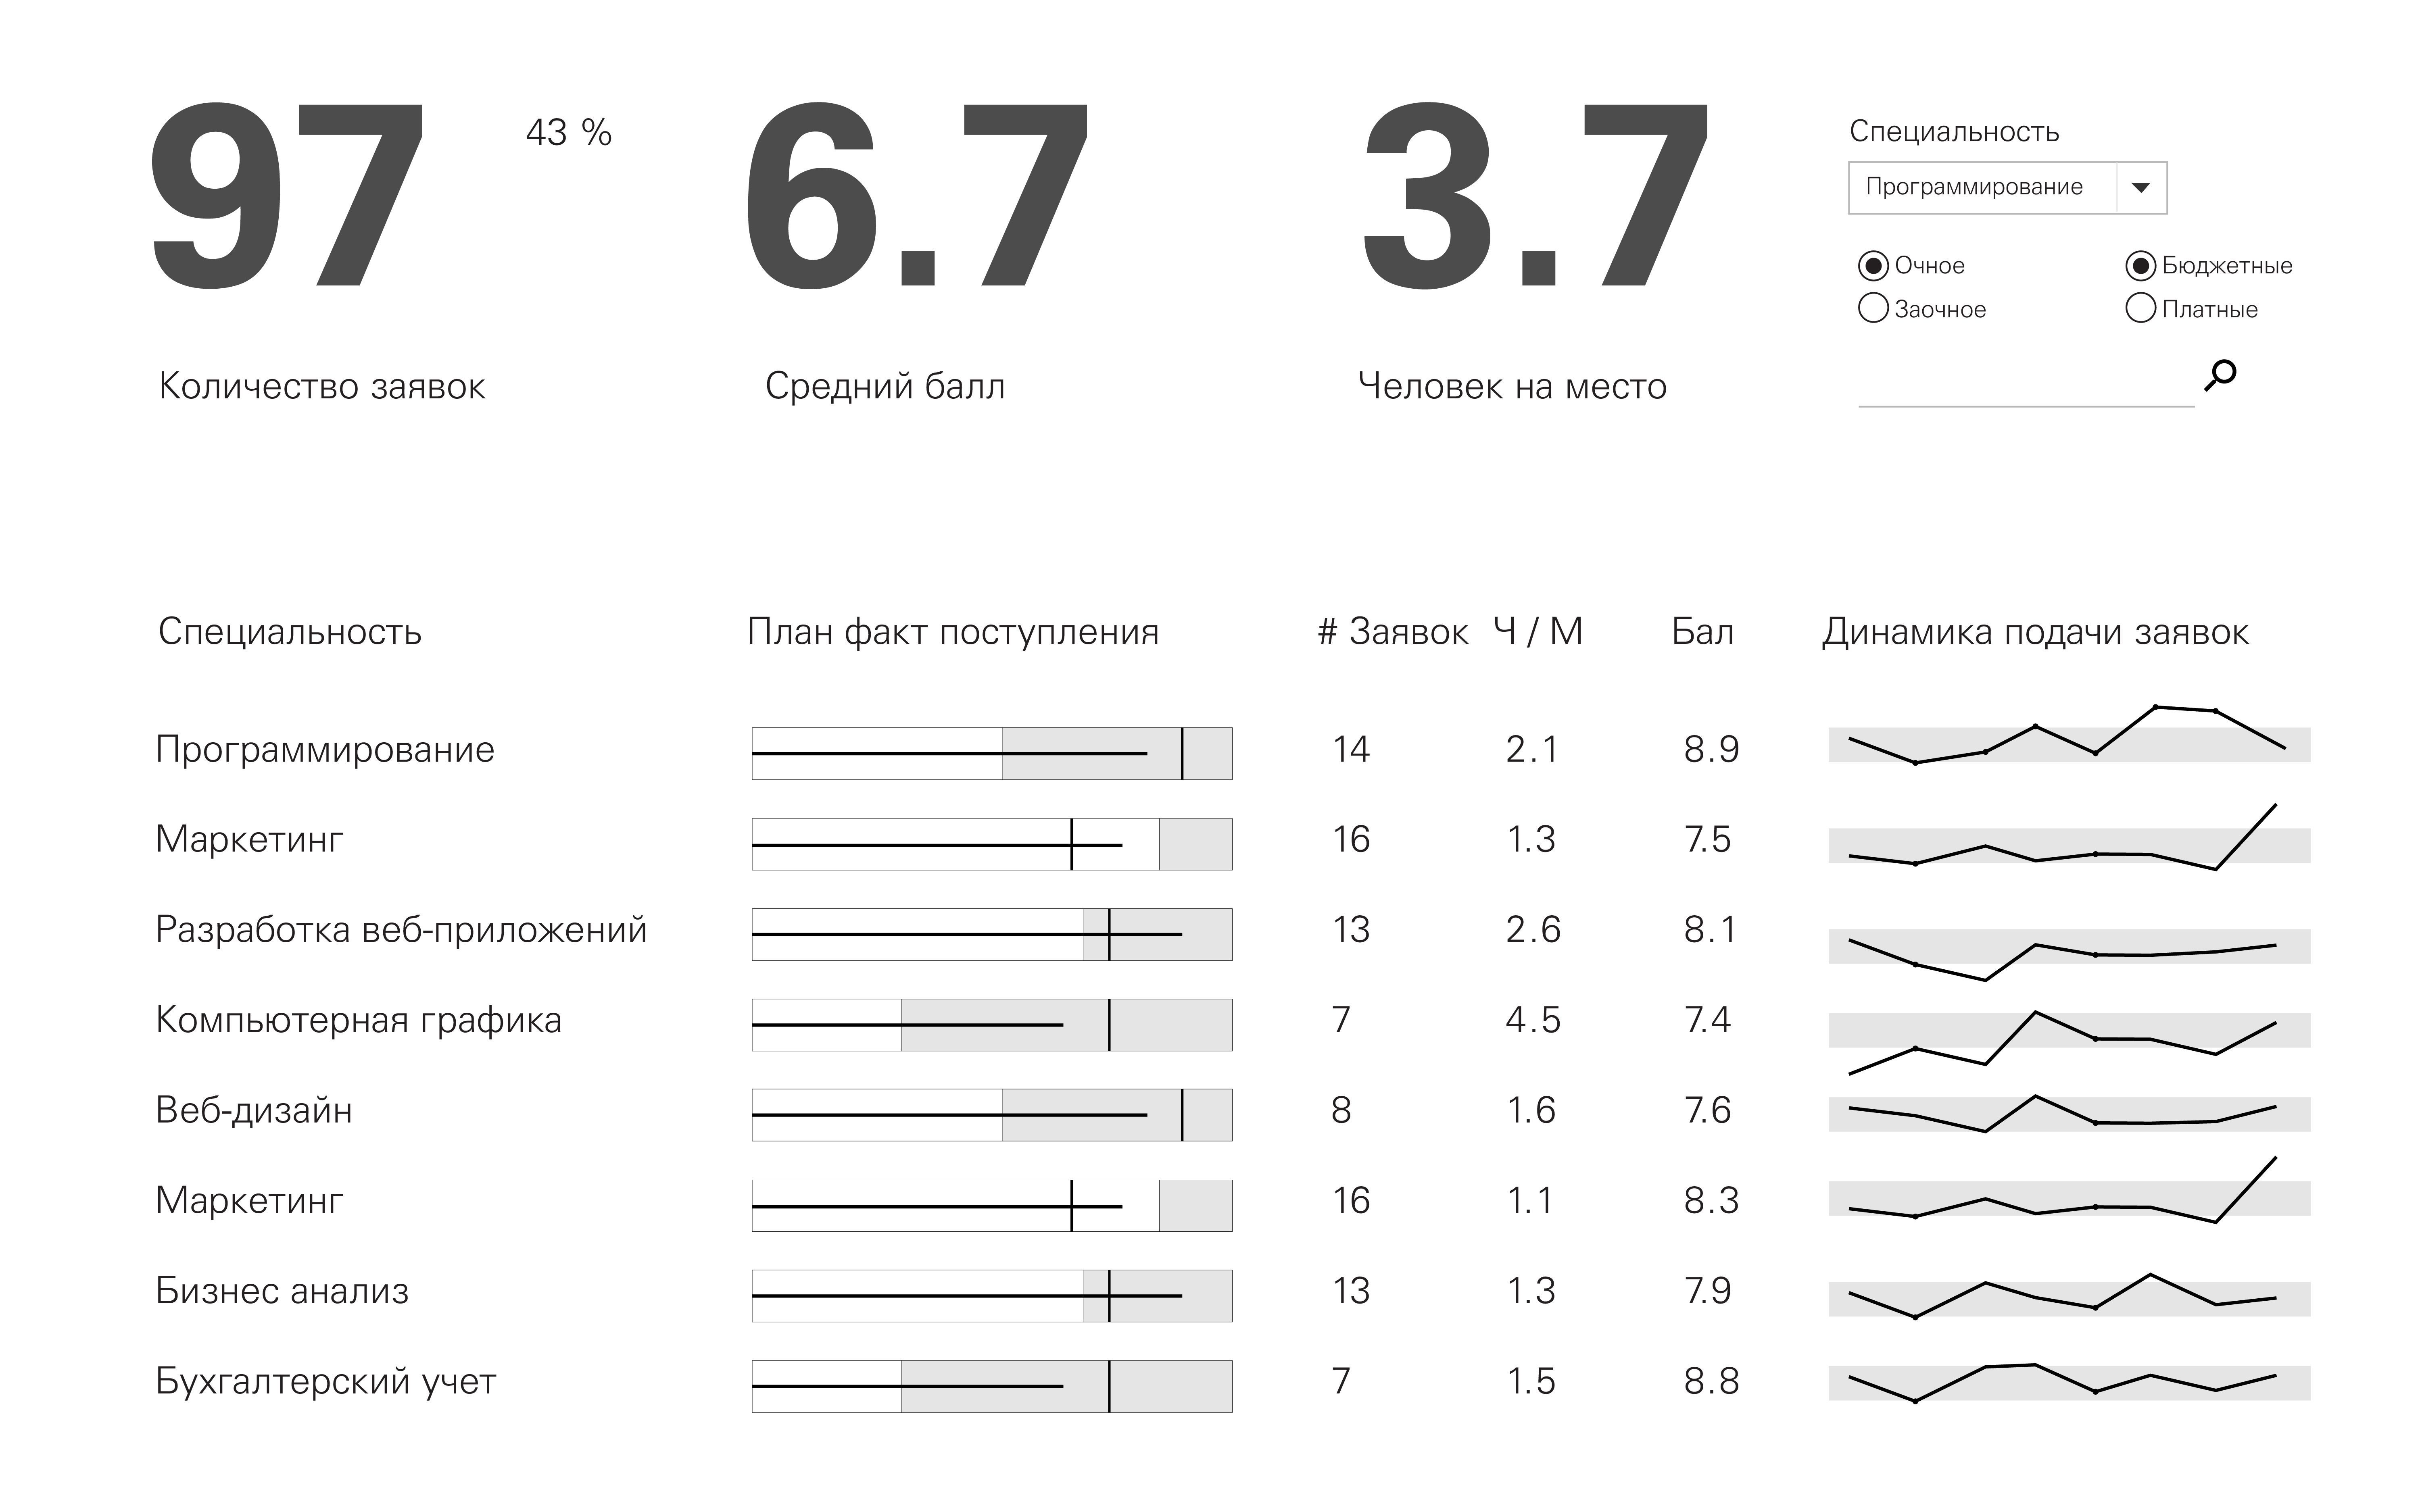 97
43 %
6.7
3.7
Количество заявок
Средний балл
Человек на место
Специальность
Программирование
Очное
Бюджетные
Заочное
Платные
Специальность План факт поступления # Заявок Ч / М Бал Динамика подачи заявок
Программирование 14 2.1 8.9
Маркетинг 16 1.3 7.5
Разработка веб-приложений 13 2.6 8.1
Компьютерная графика 7 4.5 7.4
Веб-дизайн 8 1.6 7.6
Маркетинг 16 1.1 8.3
Бизнес анализ 13 1.3 7.9
Бухгалтерский учет 7 1.5 8.8